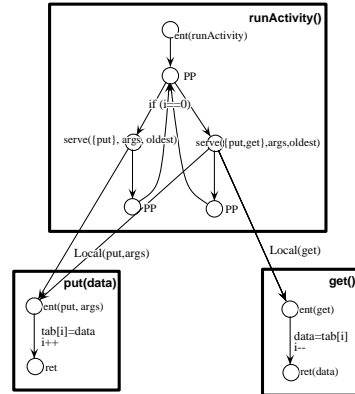 runActivity()
ent(runActivity)
PP
if (i==0)
serve({put}, args, oldest)
serve({put,get},args,oldest)
PP
PP
Local(put,args)
Local(get)
put(data)
get()
ent(put, args)
ent(get)
tab[i]=data
i++
data=tab[i]
i--
ret
ret(data)